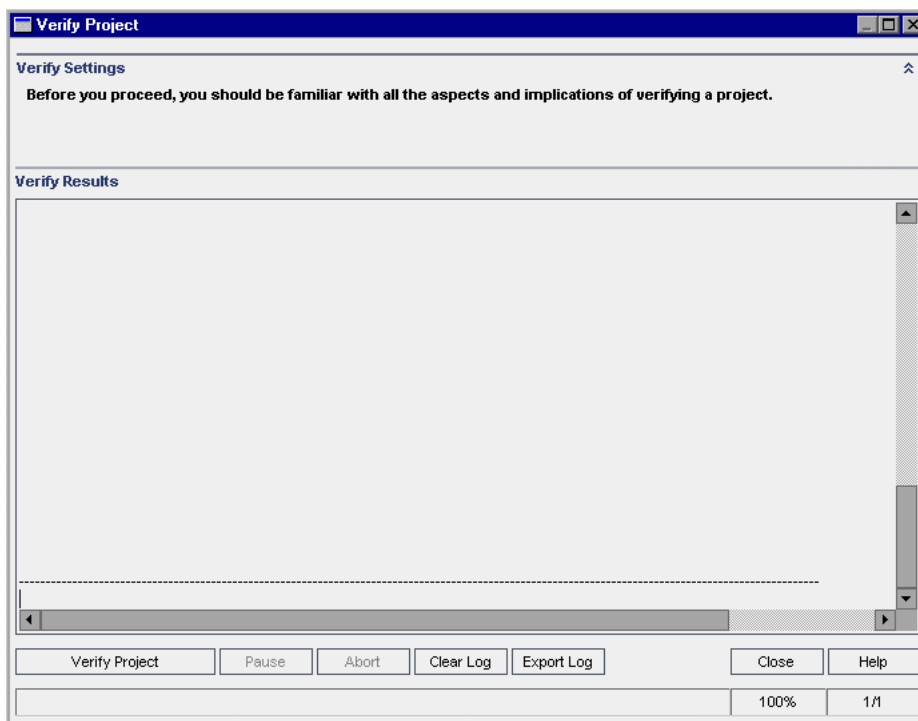 Verify Project
Verify Settings
Before you proceed, you should be familiar with all the aspects and implications of verifying a project.
Verify Results
--------------------------------------------------------------------------------------------------------------------------------------------------------
Verify Project Pause Abort Clear Log Export Log Close Help
100% 1/1